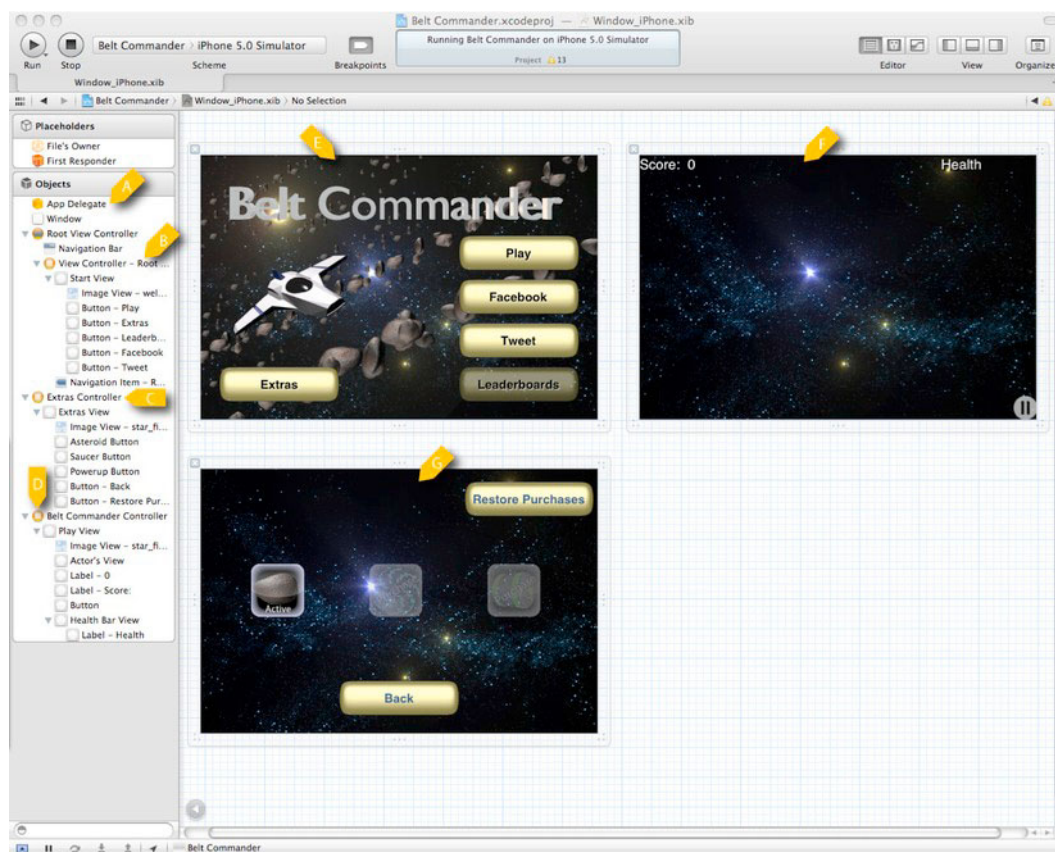 Belt Commander.xcodeproj — Window_iPhone.xib
Belt Commander › iPhone 5.0 Simulator
Running Belt Commander on iPhone 5.0 Simulator
Project 13
Run Stop Scheme Breakpoints Editor View Organize
Window_iPhone.xib
Belt Commander › Window_iPhone.xib › No Selection
Placeholders
File's Owner
First Responder
Objects
A
App Delegate
Window
Root View Controller
B
Navigation Bar
View Controller – Root ...
Start View
Image View – wel...
Button – Play
Button – Extras
Button – Leaderb...
Button – Facebook
Button – Tweet
Navigation Item – R...
Extras Controller
C
Extras View
Image View – star_fi...
Asteroid Button
Saucer Button
Powerup Button
D
Button – Back
Button – Restore Pur...
Belt Commander Controller
Play View
Image View – star_fi...
Actor's View
Label – 0
Label – Score:
Button
Health Bar View
Label – Health
E
Belt Commander
Play
Facebook
Tweet
Extras
Leaderboards
F
Score: 0
Health
G
Restore Purchases
Active
Back
Belt Commander